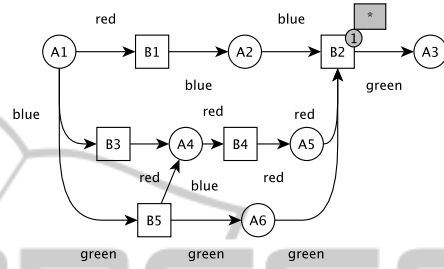 red
blue
*
1
A1
B1
A2
B2
A3
blue
green
blue
red
red
B3
A4
B4
A5
red
blue
red
B5
A6
green
green
green